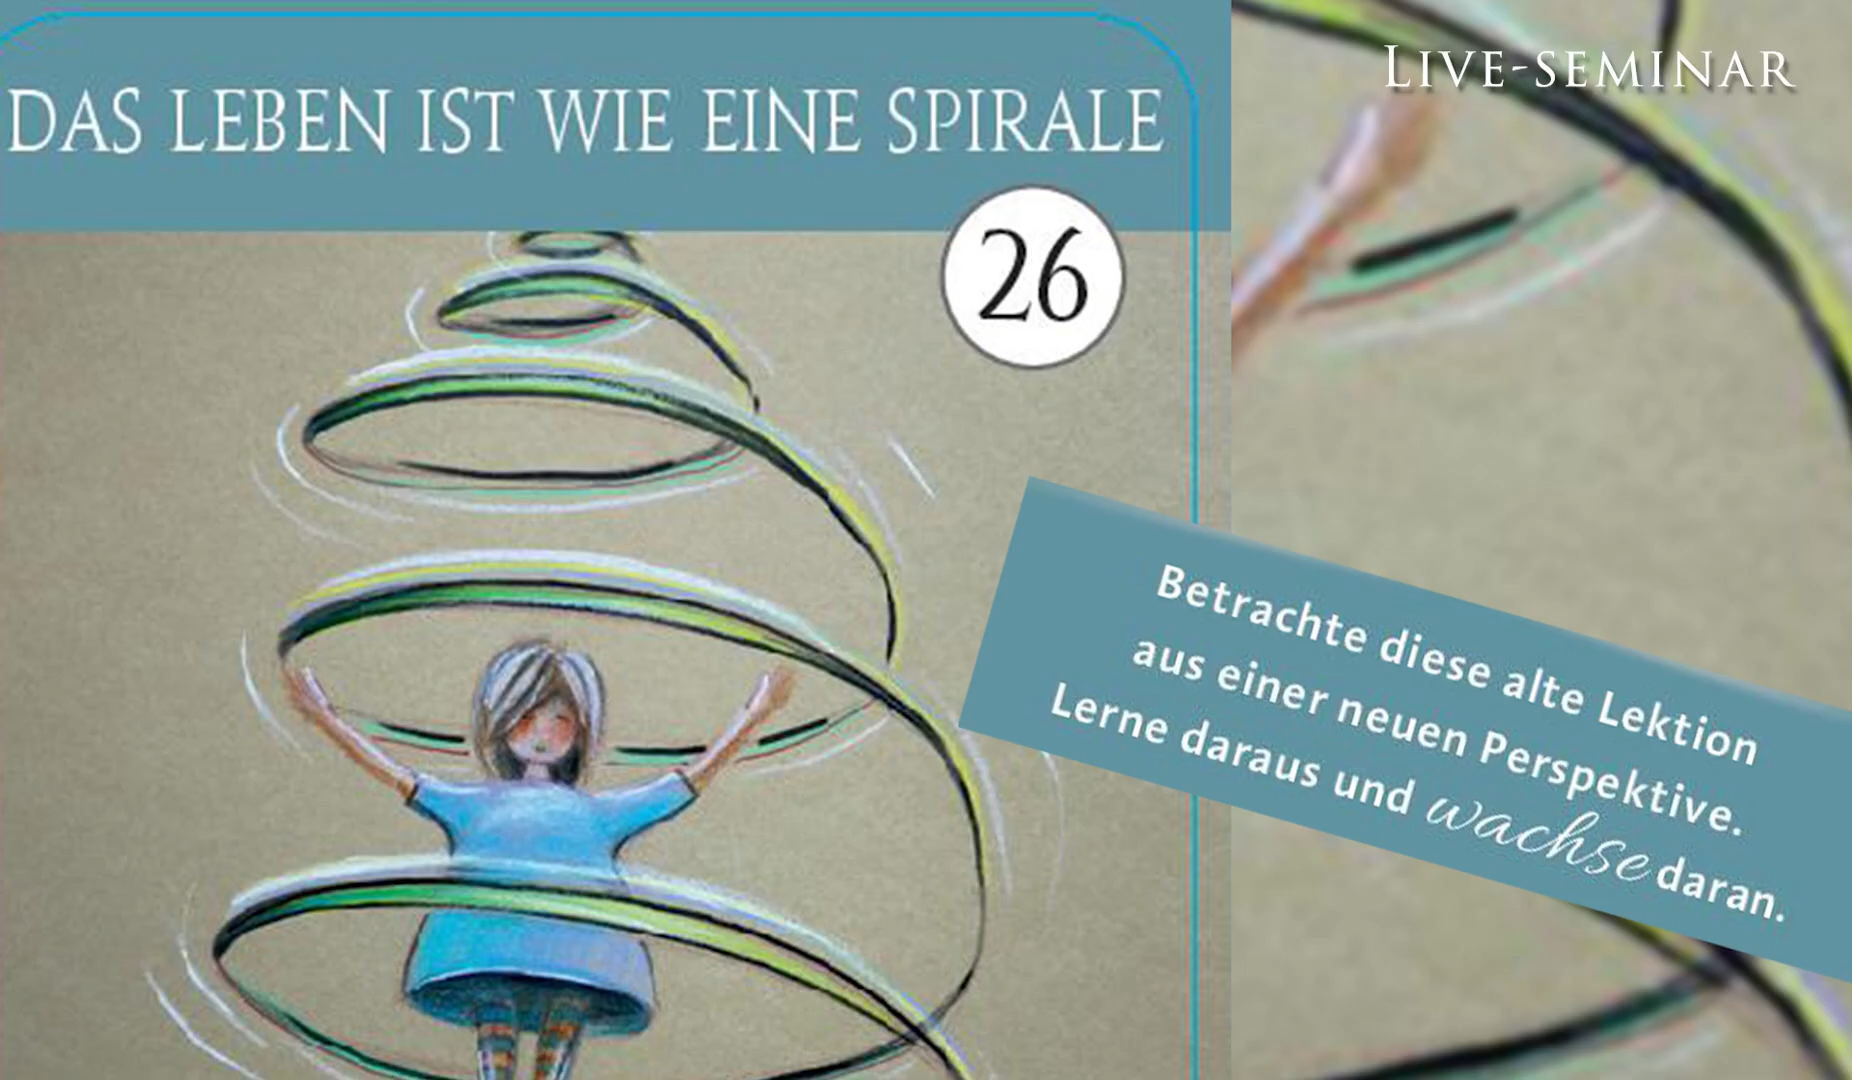 LIVE-SEMINAR
DAS LEBEN IST WIE EINE SPIRALE
26
Betrachte diese alte Lektion
aus einer neuen Perspektive.
Lerne daraus und wachse daran.